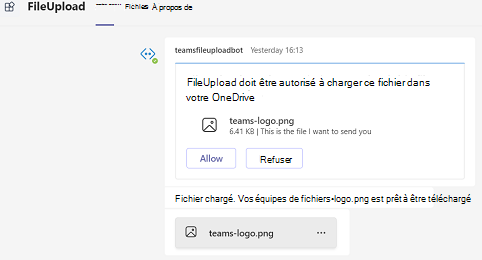 FileUpload Fichies À propos de
teamsfileuploadbot Yesterday 16:13
FileUpload doit être autorisé à charger ce fichier dans
votre OneDrive
teams-logo.png
6.41 KB | This is the file I want to send you
Allow Refuser
Fichier chargé. Vos équipes de fichiers•logo.png est prêt à être téléchargé
teams-logo.png